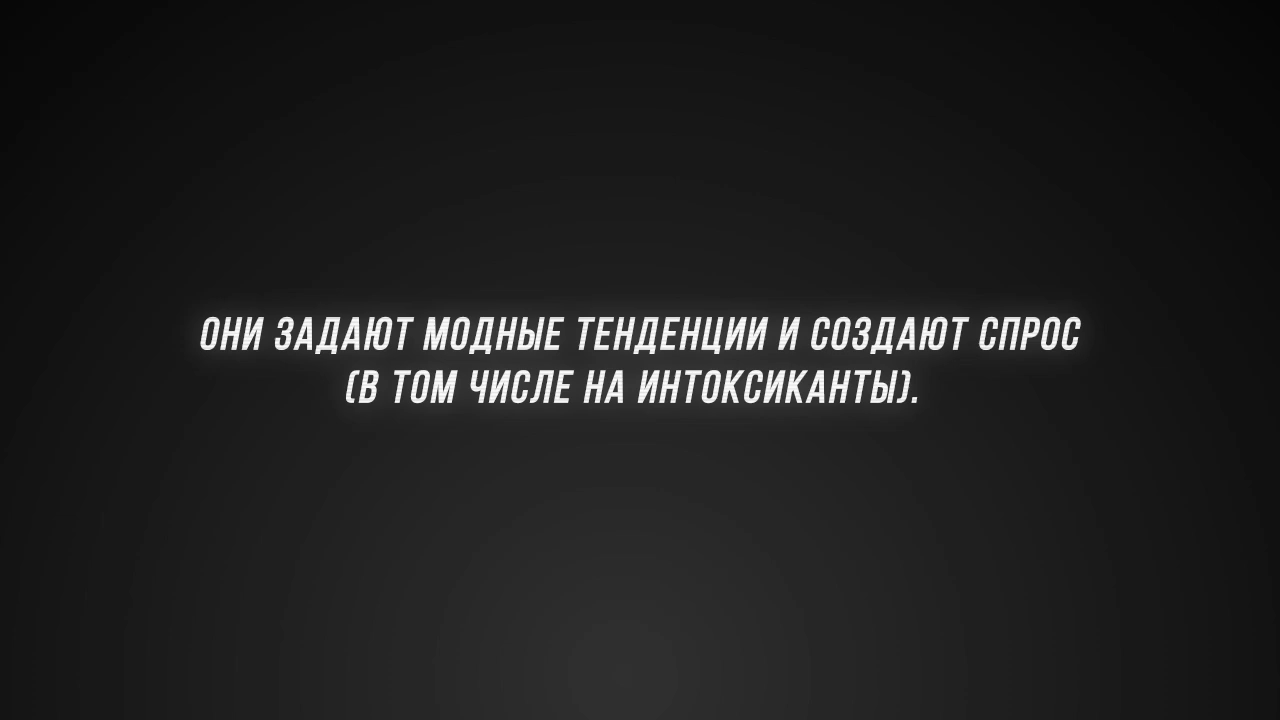 ОНИ ЗАДАЮТ МОДНЫЕ ТЕНДЕНЦИИ И СОЗДАЮТ СПРОС
(В ТОМ ЧИСЛЕ НА ИНТОКСИКАНТЫ).